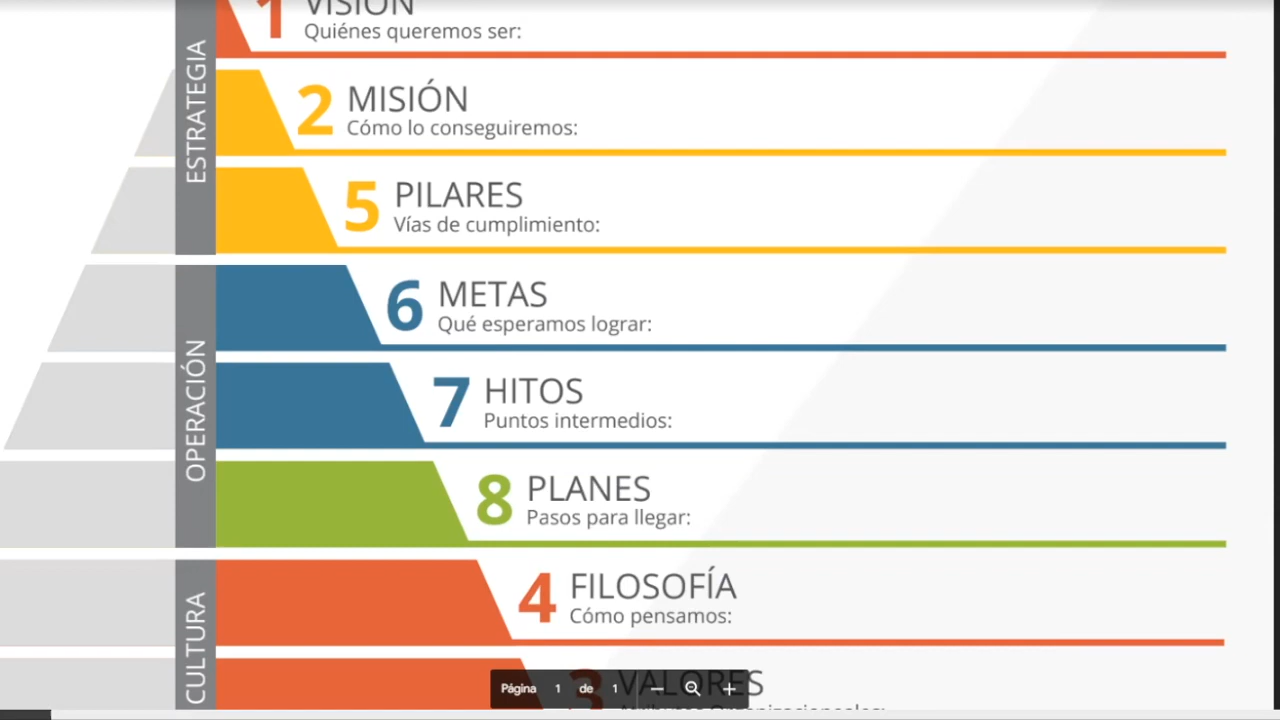 ESTRATEGIA
1 VISIÓN
Quiénes queremos ser:
2 MISIÓN
Cómo lo conseguiremos:
5 PILARES
Vías de cumplimiento:
OPERACIÓN
6 METAS
Qué esperamos lograr:
7 HITOS
Puntos intermedios:
8 PLANES
Pasos para llegar:
CULTURA
4 FILOSOFÍA
Cómo pensamos:
3 VALORES
Página 1 de 1